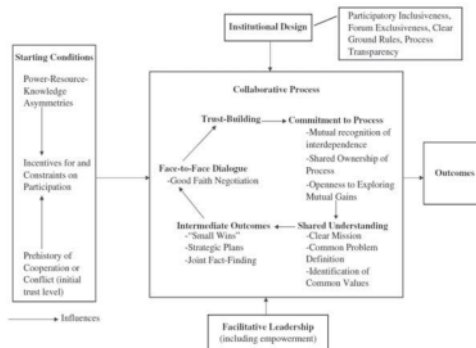 Institutional Design
Participatory Inclusiveness,
Forum Exclusiveness, Clear
Ground Rules, Process
Transparency
Starting Conditions
Power-Resource-
Knowledge
Asymmetries
Incentives for and
Constraints on
Participation
Prehistory of
Cooperation or
Conflict (initial
trust level)
Influences
Collaborative Process
Trust-Building
Commitment to Process
-Mutual recognition of
interdependence
-Shared Ownership of
Process
-Openness to Exploring
Mutual Gains
Face-to-Face Dialogue
-Good Faith Negotiation
Intermediate Outcomes
-“Small Wins”
-Strategic Plans
-Joint Fact-Finding
Shared Understanding
-Clear Mission
-Common Problem
Definition
-Identification of
Common Values
Outcomes
Facilitative Leadership
(including empowerment)